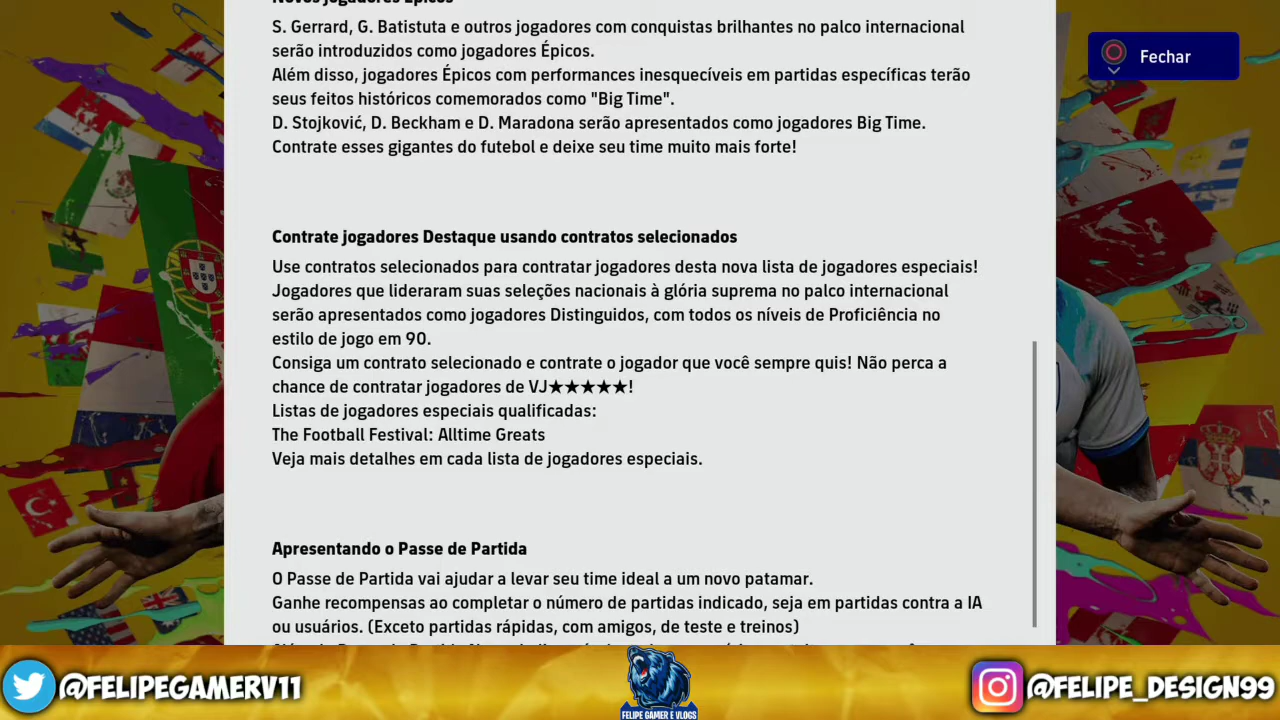 Novos jogadores Épicos
S. Gerrard, G. Batistuta e outros jogadores com conquistas brilhantes no palco internacional
serão introduzidos como jogadores Épicos.
Além disso, jogadores Épicos com performances inesquecíveis em partidas específicas terão
seus feitos históricos comemorados como "Big Time".
D. Stojković, D. Beckham e D. Maradona serão apresentados como jogadores Big Time.
Contrate esses gigantes do futebol e deixe seu time muito mais forte!
Fechar
Contrate jogadores Destaque usando contratos selecionados
Use contratos selecionados para contratar jogadores desta nova lista de jogadores especiais!
Jogadores que lideraram suas seleções nacionais à glória suprema no palco internacional
serão apresentados como jogadores Distinguidos, com todos os níveis de Proficiência no
estilo de jogo em 90.
Consiga um contrato selecionado e contrate o jogador que você sempre quis! Não perca a
chance de contratar jogadores de VJ★★★★★!
Listas de jogadores especiais qualificadas:
The Football Festival: Alltime Greats
Veja mais detalhes em cada lista de jogadores especiais.
Apresentando o Passe de Partida
O Passe de Partida vai ajudar a levar seu time ideal a um novo patamar.
Ganhe recompensas ao completar o número de partidas indicado, seja em partidas contra a IA
ou usuários. (Exceto partidas rápidas, com amigos, de teste e treinos)
@FELIPEGAMERV11
FELIPE GAMER E VLOGS
@FELIPE_DESIGN99